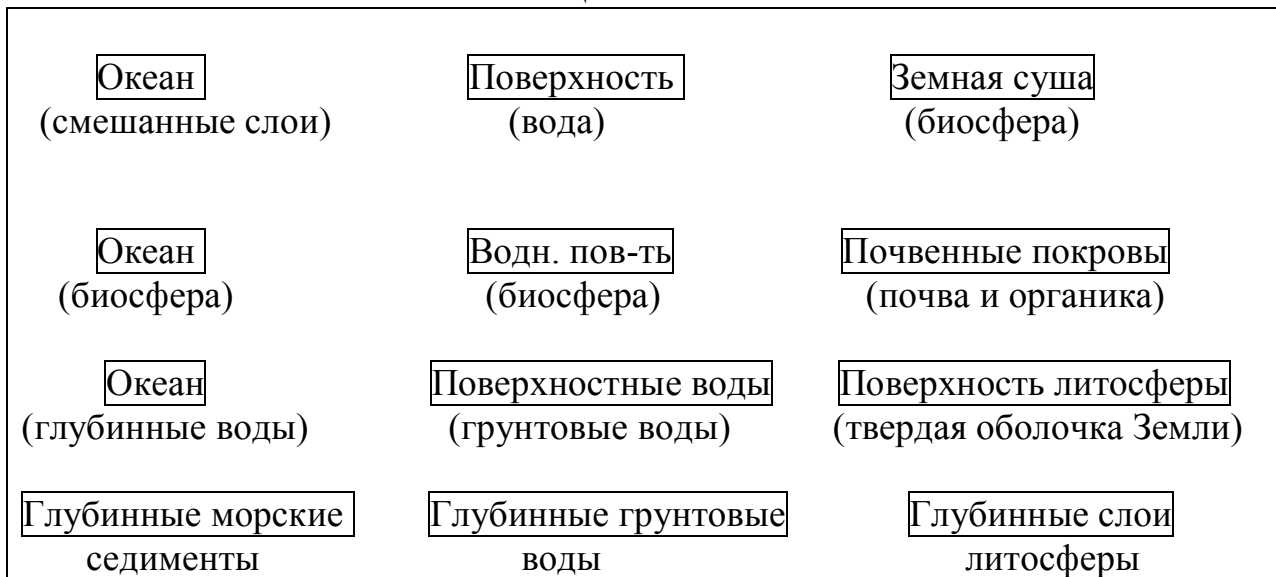 Океан Поверхность Земная суша
(смешанные слои) (вода) (биосфера)
Океан Водн. пов-ть Почвенные покровы
(биосфера) (биосфера) (почва и органика)
Океан Поверхностные воды Поверхность литосферы
(глубинные воды) (грунтовые воды) (твердая оболочка Земли)
Глубинные морские Глубинные грунтовые Глубинные слои
седименты воды литосферы